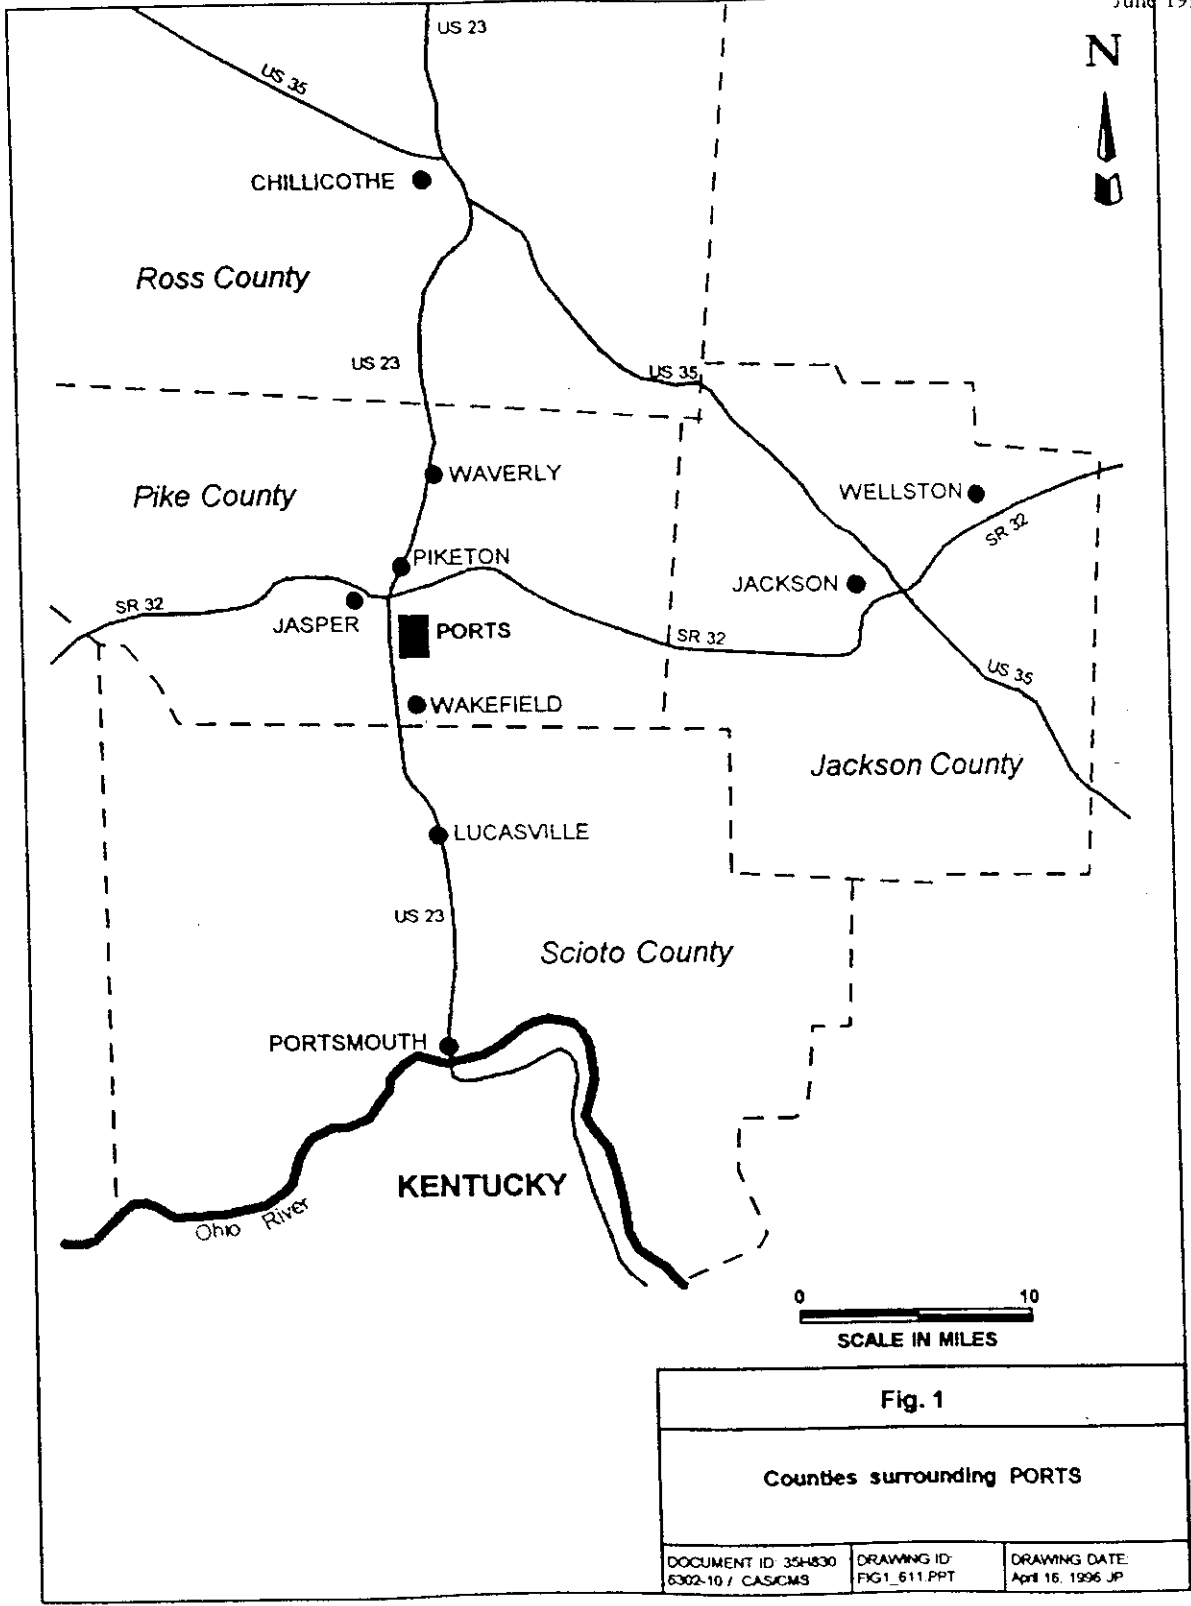 June 19
US 23
N
US 35
CHILLICOTHE
Ross County
US 23
US 35
WAVERLY
Pike County
WELLSTON
SR 32
PIKETON
JACKSON
SR 32
JASPER
PORTS
SR 32
US 35
WAKEFIELD
Jackson County
LUCASVILLE
US 23
Scioto County
PORTSMOUTH
KENTUCKY
Ohio River
0 10
SCALE IN MILES
Fig. 1
Counties surrounding PORTS
DOCUMENT ID: 35H830
6302-10 / CAS/CMS
DRAWING ID:
FIG1_611.PPT
DRAWING DATE:
April 16, 1996 JP